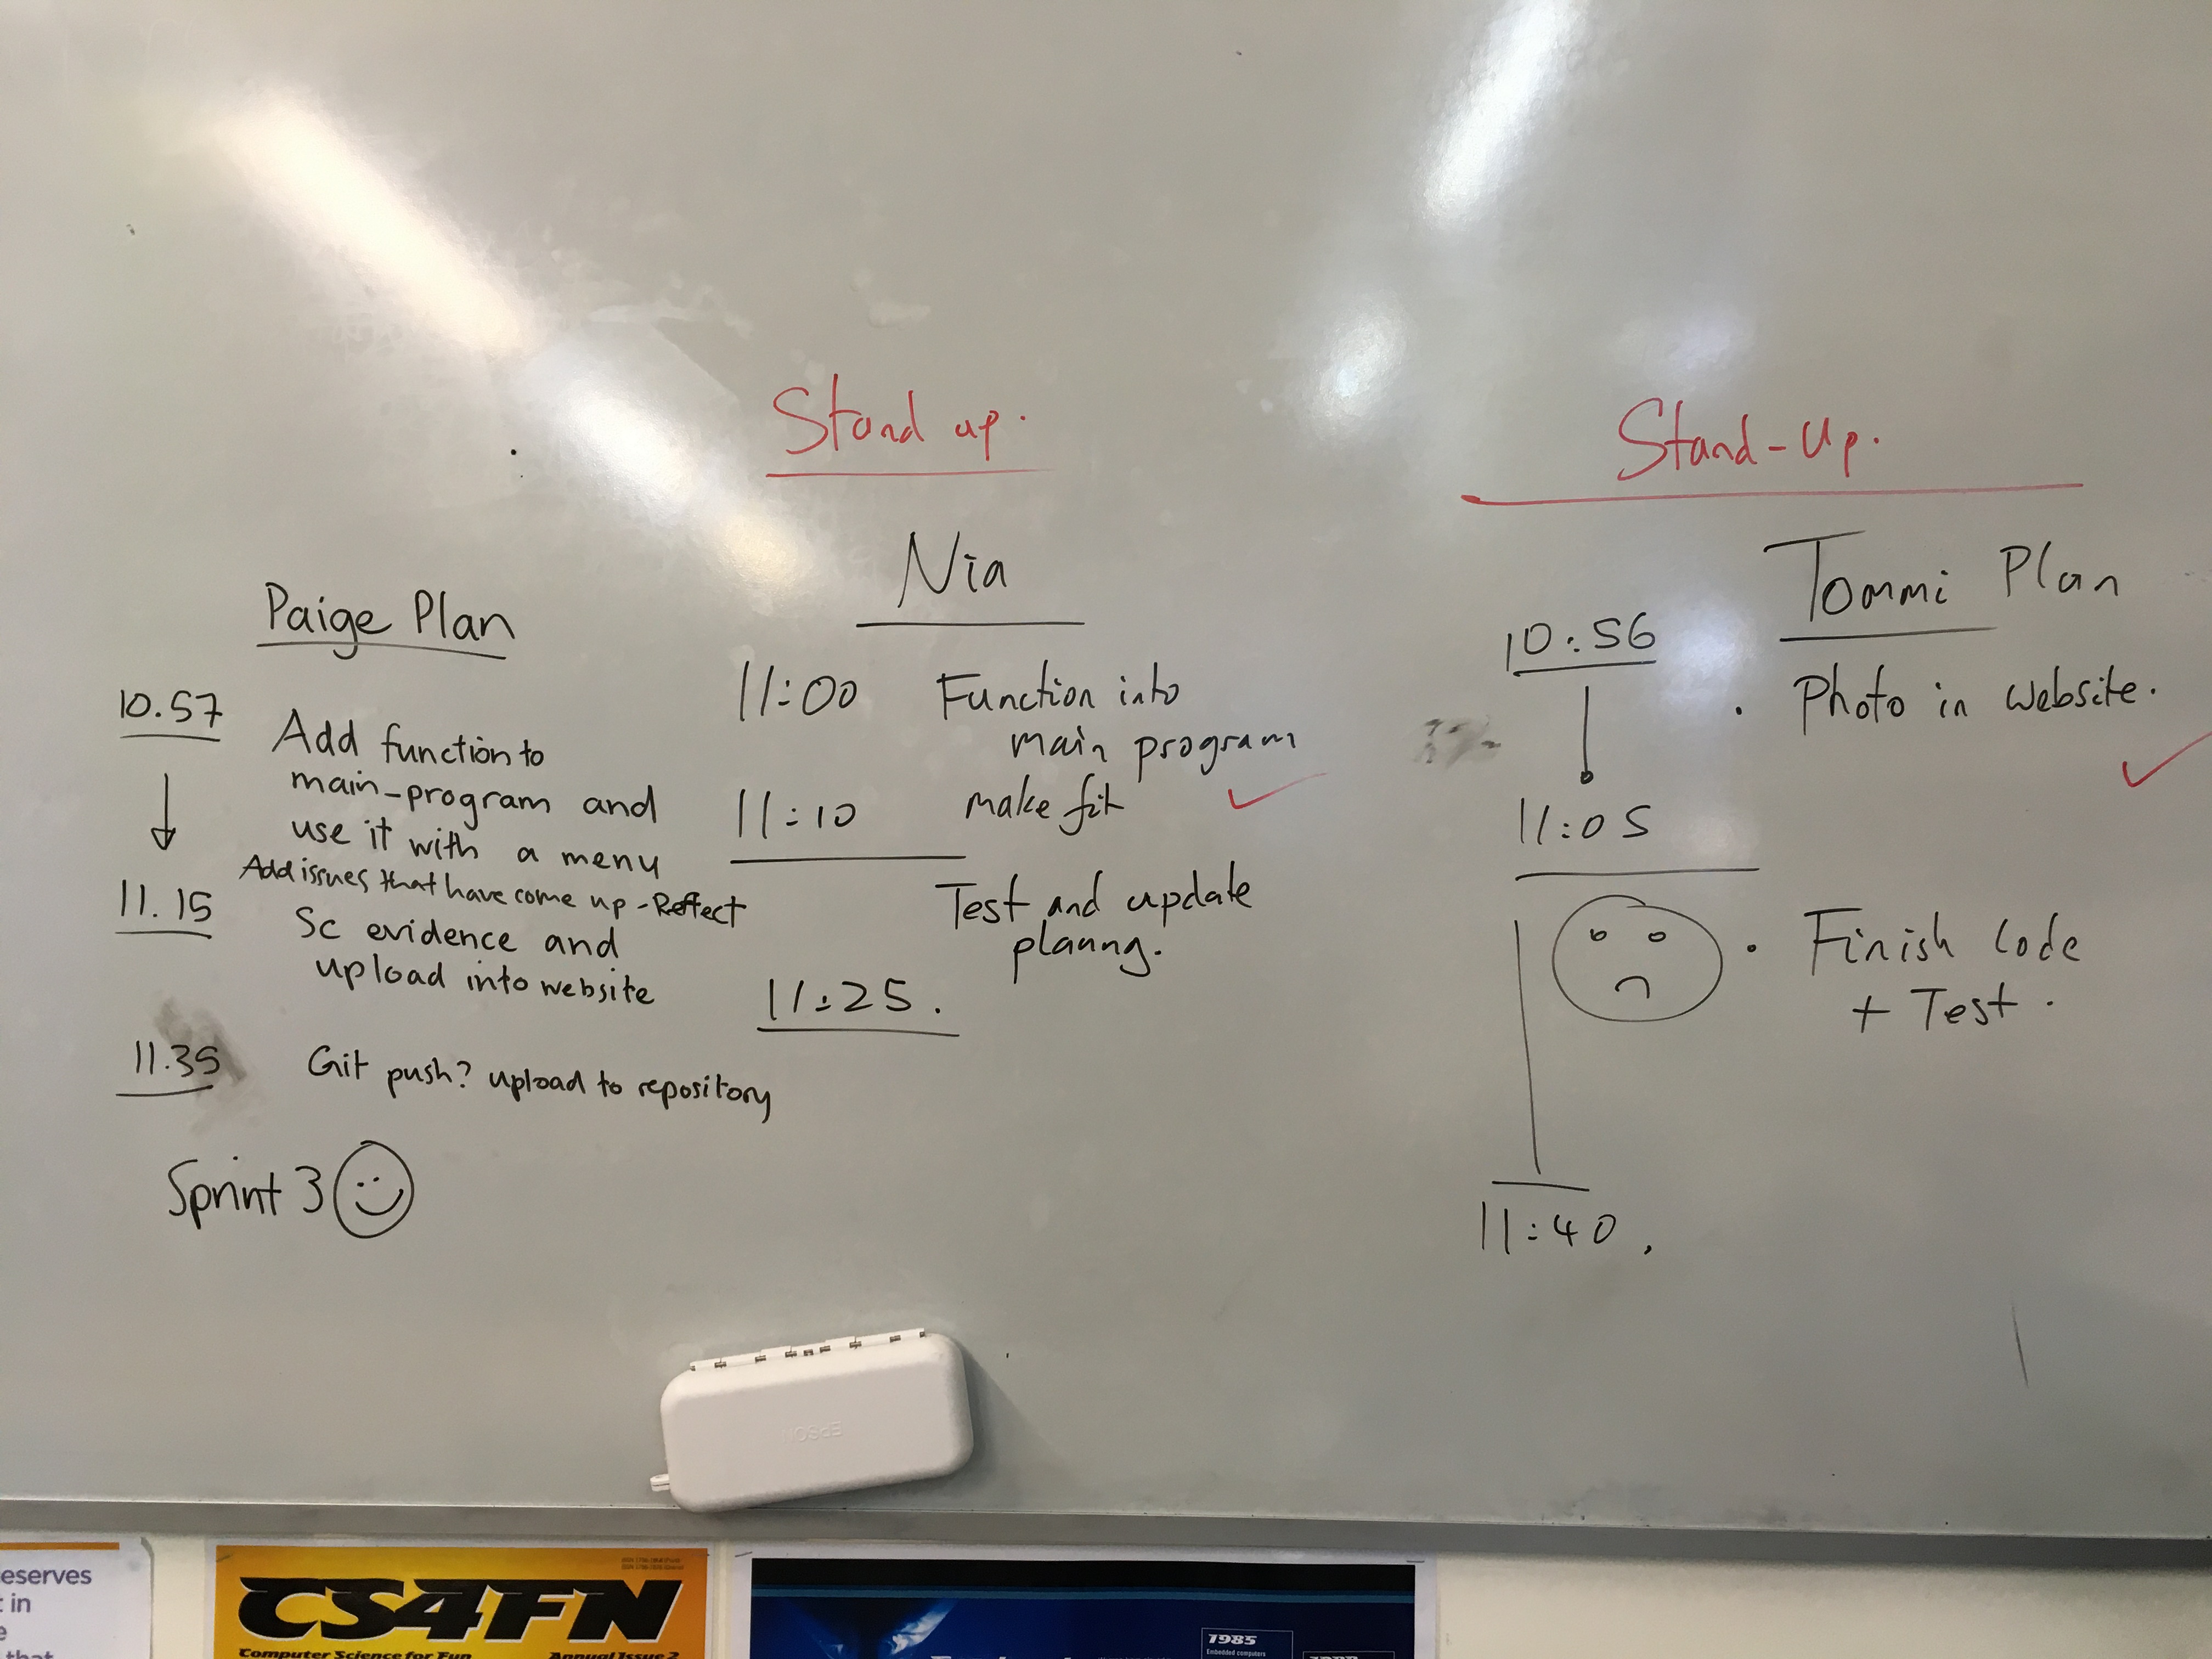 Stand up.
Stand-Up.
Paige Plan
10.57
Add function to
main-program and
use it with a menu
Add issues that have come up - Reffect
11.15
Sc evidence and
upload into website
11.35
Git push? upload to repository
Sprint 3
Nia
11:00 Function into
main program
11:10 make fit
Test and update
planng.
11:25.
Tommi Plan
10:56
• Photo in website.
11:05
• Finish code
+ Test.
11:40.
EPSON
eserves
in
that
CS4FN
Computer Science for Fun
Annual Issue 2
1985
Embedded computers